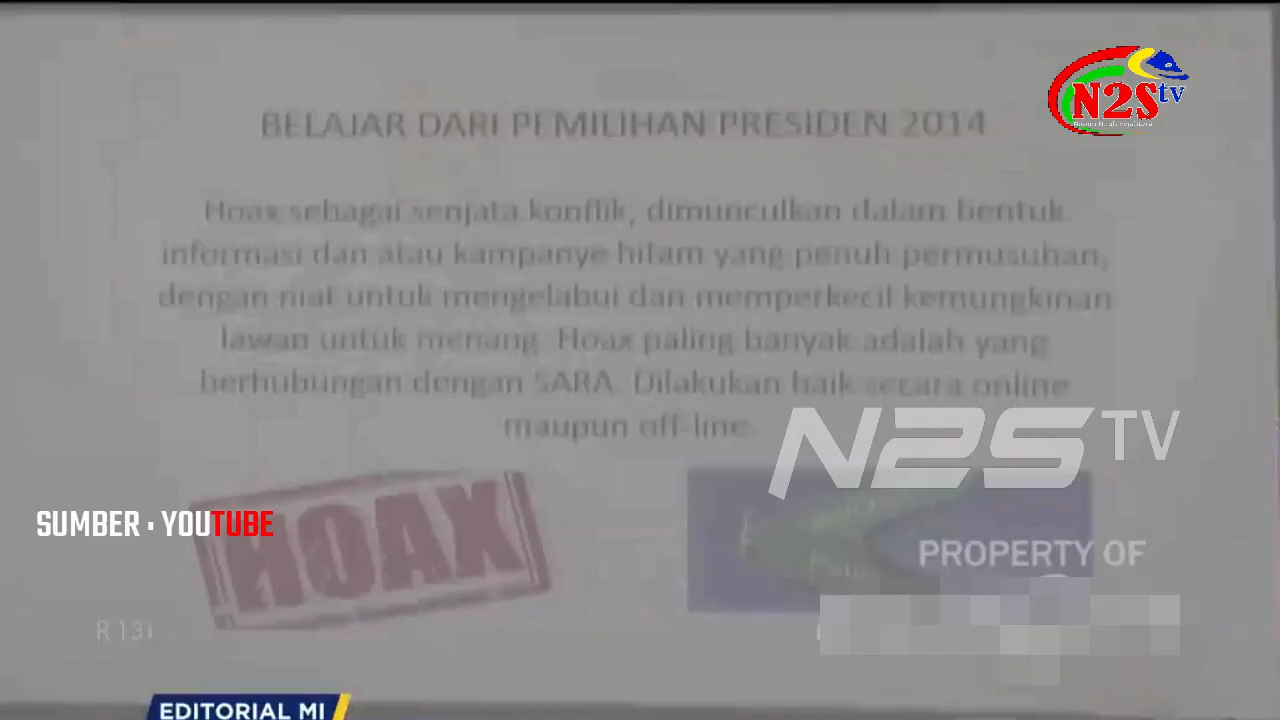 N2Stv
BELAJAR DARI PEMILIHAN PRESIDEN 2014
Hoax sebagai senjata konflik, dimunculkan dalam bentuk
informasi dan atau kampanye hitam yang penuh permusuhan,
dengan niat untuk mengelabui dan memperkecil kemungkinan
lawan untuk menang. Hoax paling banyak adalah yang
berhubungan dengan SARA. Dilakukan baik secara online
maupun off-line.
N2STV
HOAX
SUMBER : YOUTUBE
PROPERTY OF
R 13+
EDITORIAL MI